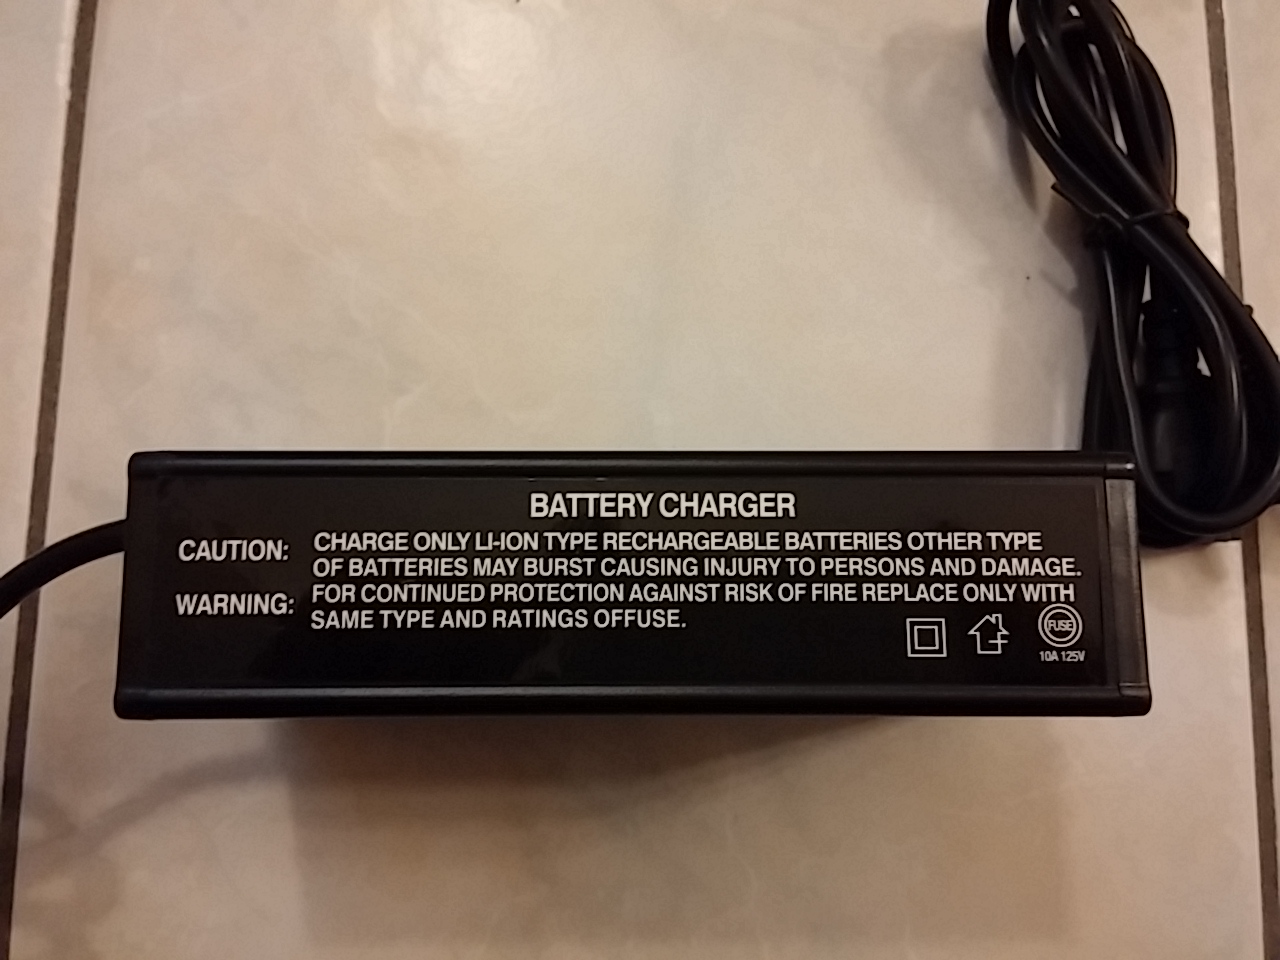 BATTERY CHARGER
CAUTION: CHARGE ONLY LI-ION TYPE RECHARGEABLE BATTERIES OTHER TYPE
OF BATTERIES MAY BURST CAUSING INJURY TO PERSONS AND DAMAGE.
WARNING: FOR CONTINUED PROTECTION AGAINST RISK OF FIRE REPLACE ONLY WITH
SAME TYPE AND RATINGS OFFUSE.
FUSE
10A 125V